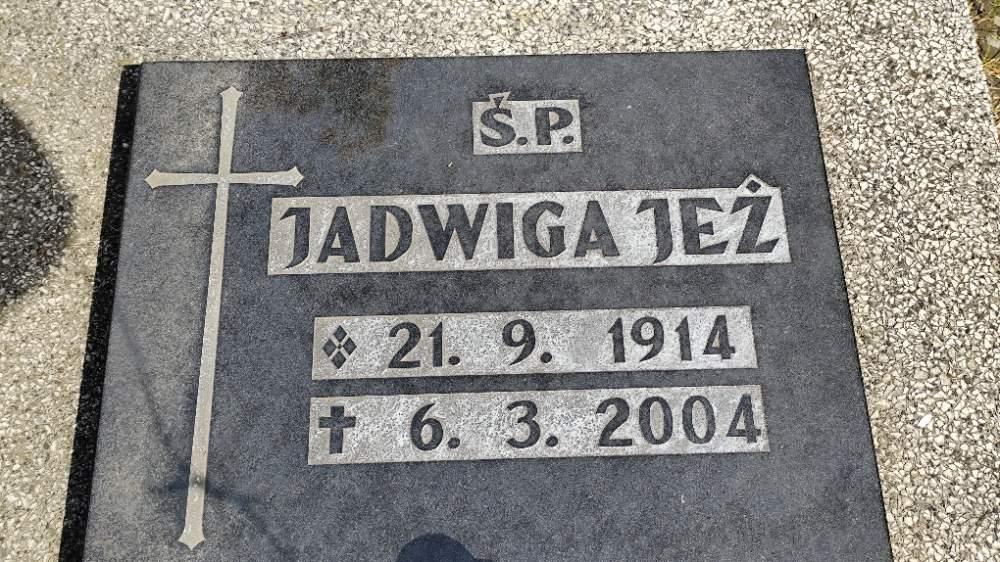 Ś.P.
JADWIGA JEŻ
21. 9. 1914
6. 3. 2004